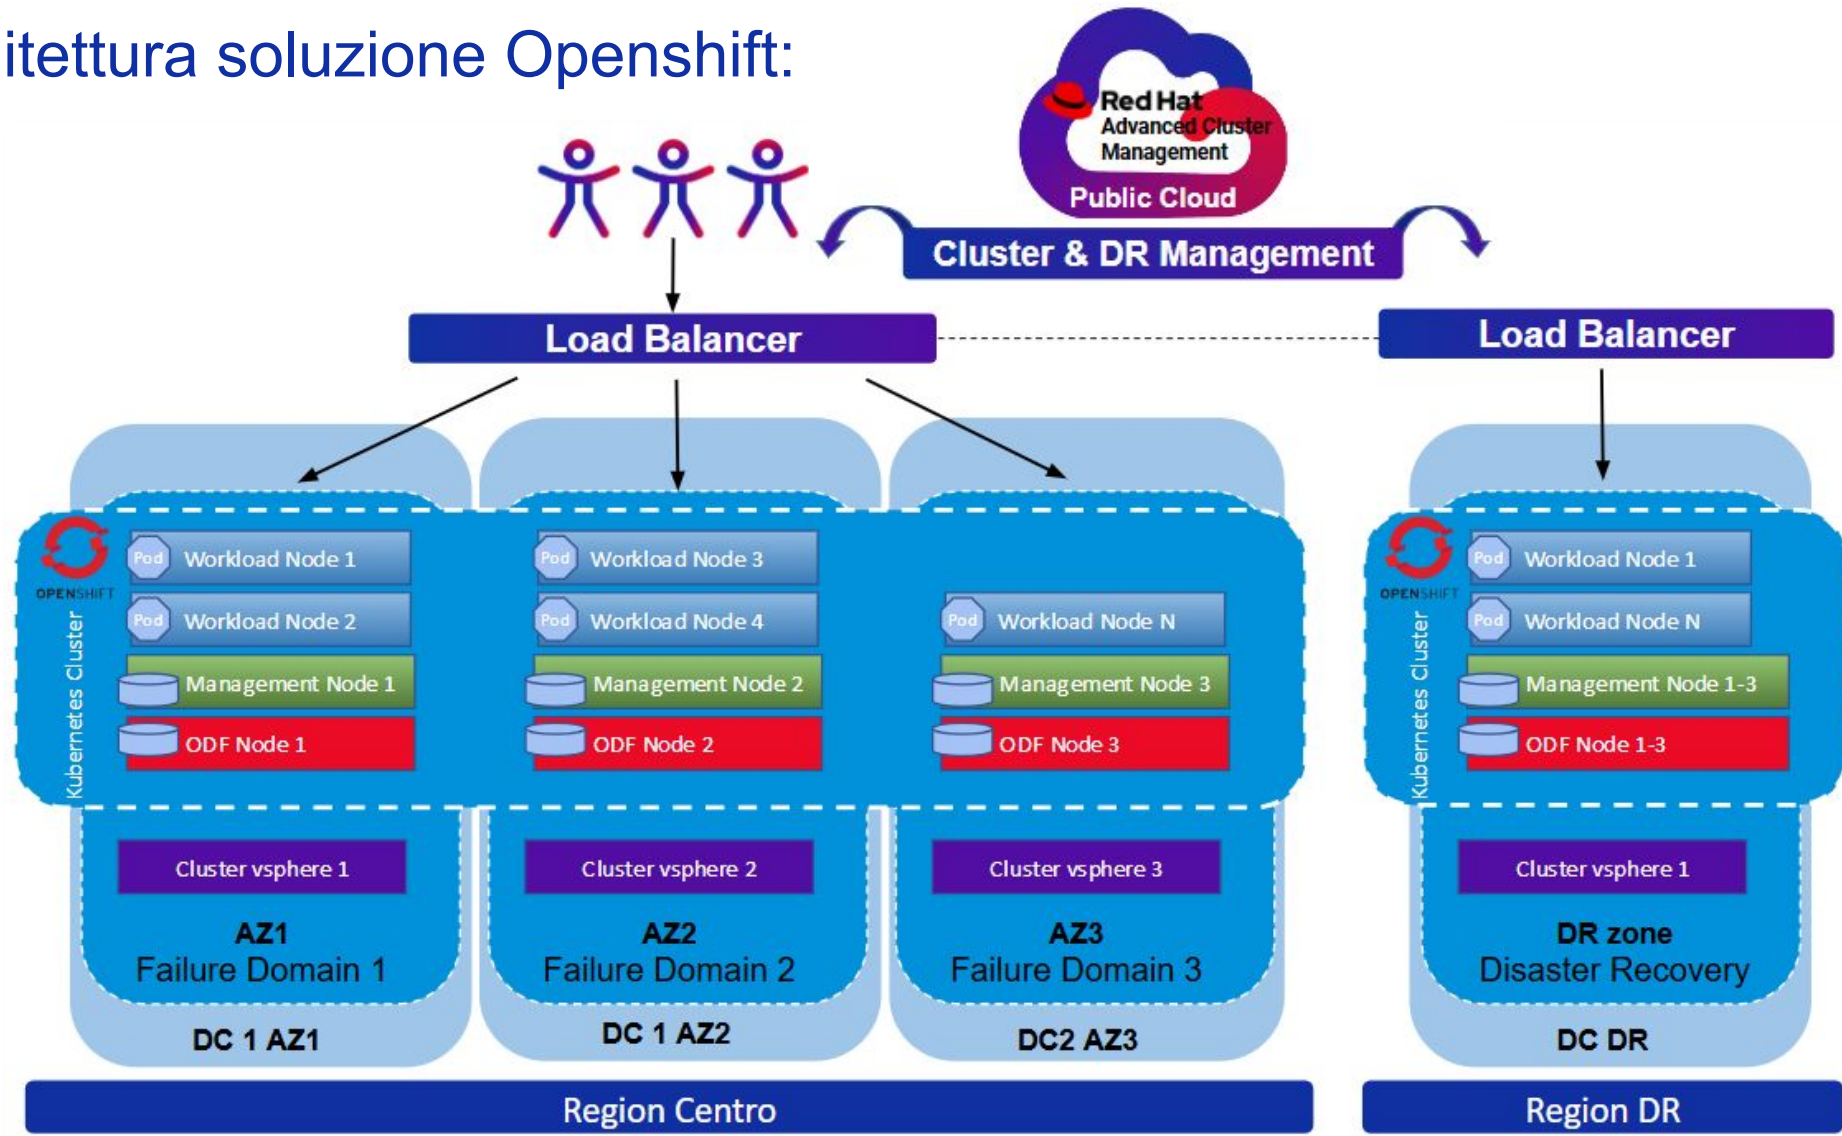 itettura soluzione Openshift:
Red Hat
Advanced Cluster
Management
Public Cloud
Cluster & DR Management
Load Balancer
Load Balancer
OPENSHIFT
Kubernetes Cluster
Pod Workload Node 1
Pod Workload Node 2
Management Node 1
ODF Node 1
Cluster vsphere 1
AZ1
Failure Domain 1
DC 1 AZ1
Pod Workload Node 3
Pod Workload Node 4
Management Node 2
ODF Node 2
Cluster vsphere 2
AZ2
Failure Domain 2
DC 1 AZ2
Pod Workload Node N
Management Node 3
ODF Node 3
Cluster vsphere 3
AZ3
Failure Domain 3
DC2 AZ3
OPENSHIFT
Kubernetes Cluster
Pod Workload Node 1
Pod Workload Node N
Management Node 1-3
ODF Node 1-3
Cluster vsphere 1
DR zone
Disaster Recovery
DC DR
Region Centro
Region DR